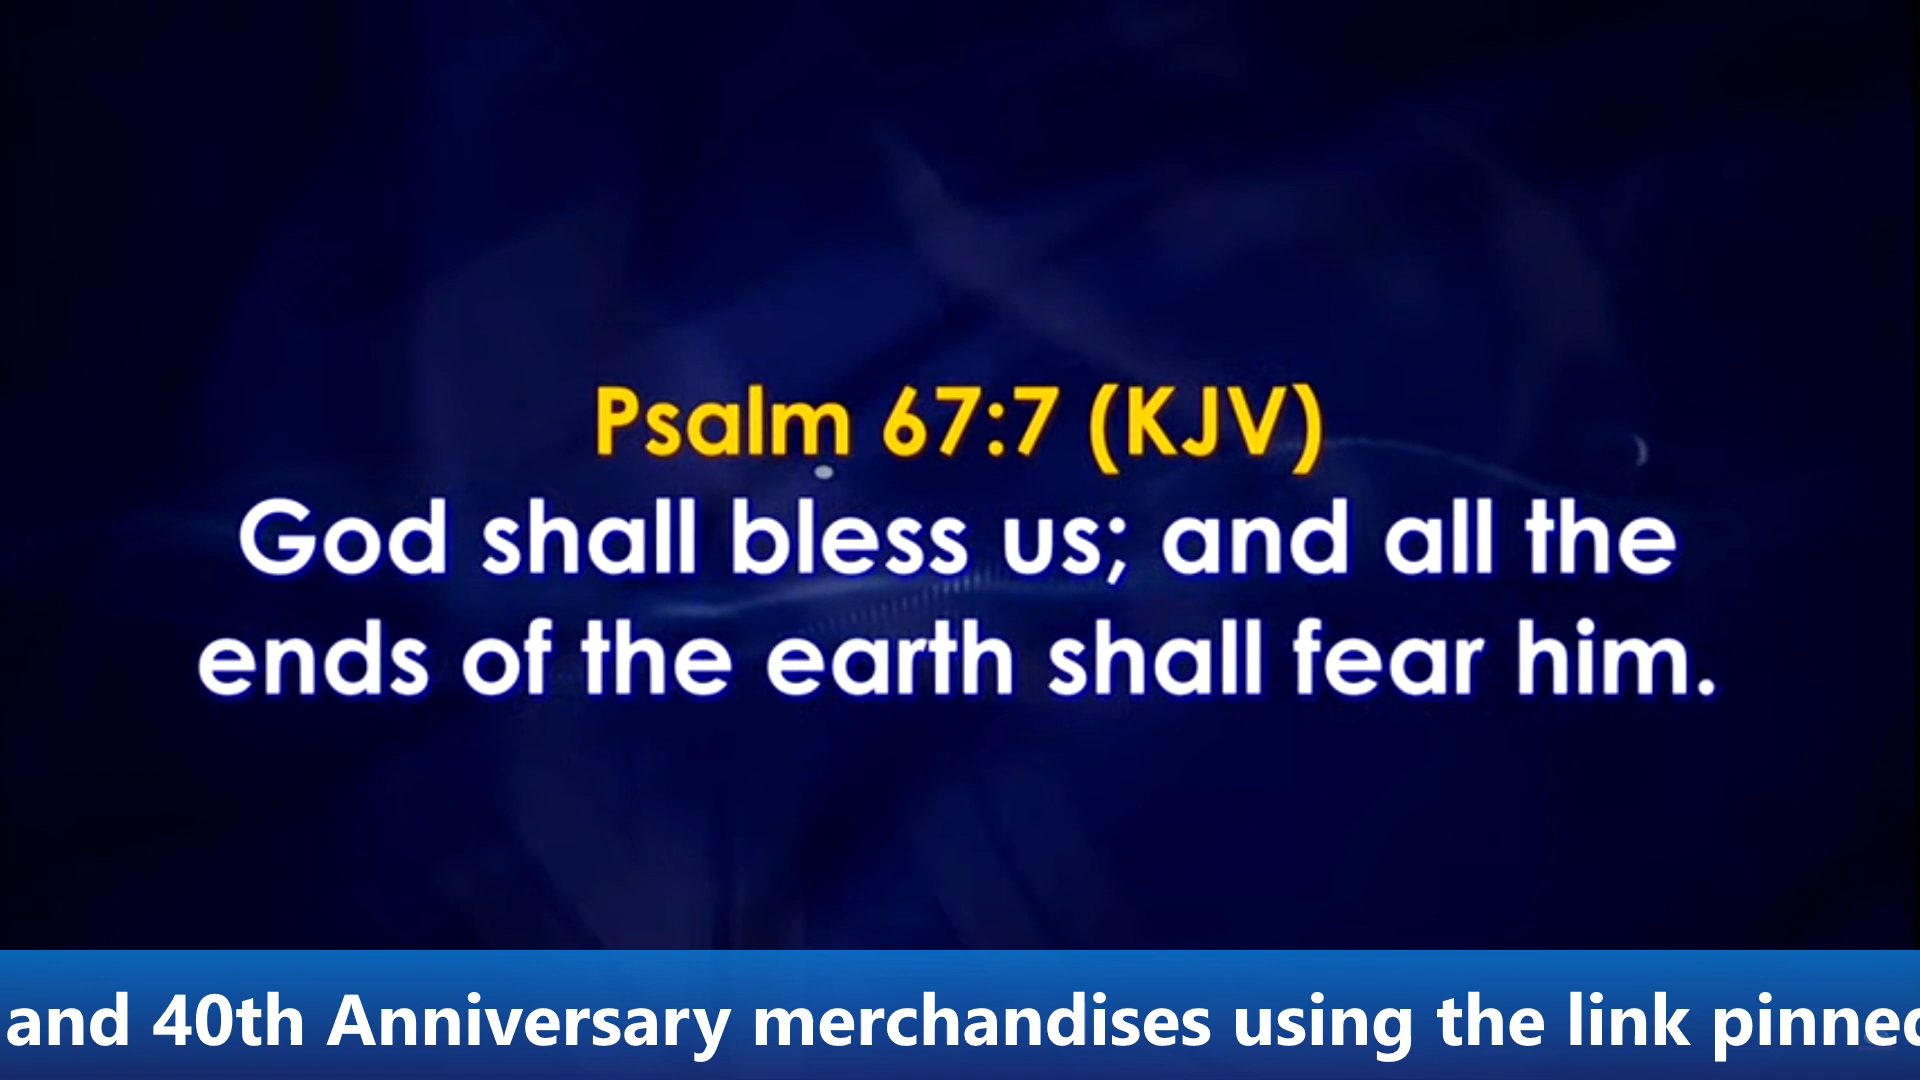 Psalm 67:7 (KJV)
God shall bless us; and all the
ends of the earth shall fear him.
and 40th Anniversary merchandises using the link pinned